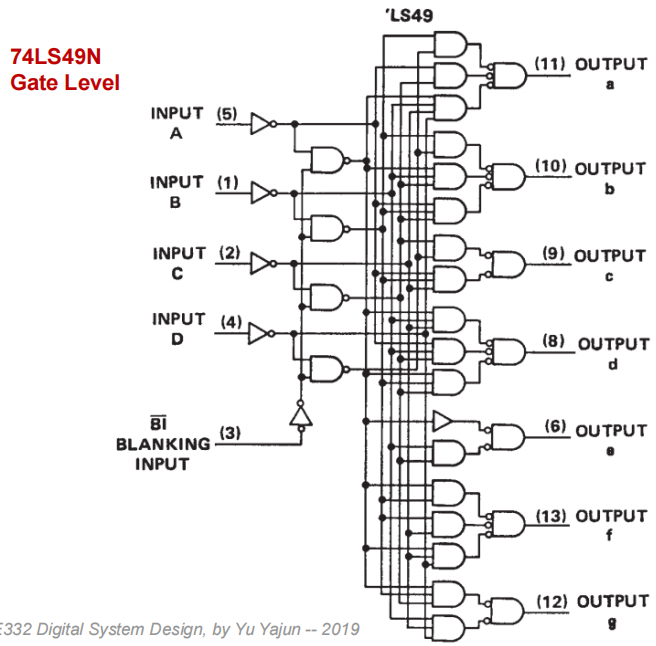 'LS49
74LS49N
Gate Level
INPUT (5)
A
INPUT (1)
B
INPUT (2)
C
INPUT (4)
D
BI
BLANKING (3)
INPUT
(11) OUTPUT
a
(10) OUTPUT
b
(9) OUTPUT
c
(8) OUTPUT
d
(6) OUTPUT
e
(13) OUTPUT
f
(12) OUTPUT
g
E332 Digital System Design, by Yu Yajun -- 2019